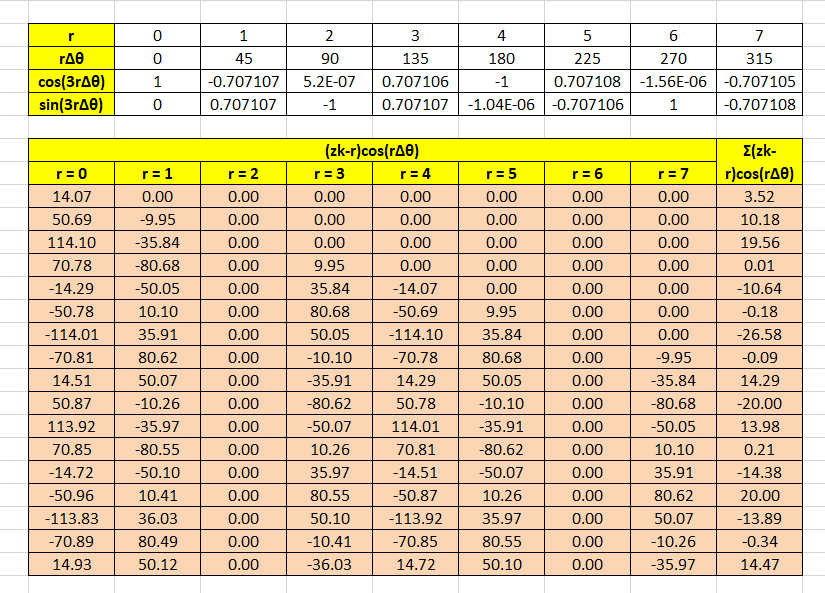 r 0 1 2 3 4 5 6 7
rΔθ 0 45 90 135 180 225 270 315
cos(3rΔθ) 1 -0.707107 5.2E-07 0.707106 -1 0.707108 -1.56E-06 -0.707105
sin(3rΔθ) 0 0.707107 -1 0.707107 -1.04E-06 -0.707106 1 -0.707108
(zk-r)cos(rΔθ) Σ(zk-
r = 0 r = 1 r = 2 r = 3 r = 4 r = 5 r = 6 r = 7 r)cos(rΔθ)
14.07 0.00 0.00 0.00 0.00 0.00 0.00 0.00 3.52
50.69 -9.95 0.00 0.00 0.00 0.00 0.00 0.00 10.18
114.10 -35.84 0.00 0.00 0.00 0.00 0.00 0.00 19.56
70.78 -80.68 0.00 9.95 0.00 0.00 0.00 0.00 0.01
-14.29 -50.05 0.00 35.84 -14.07 0.00 0.00 0.00 -10.64
-50.78 10.10 0.00 80.68 -50.69 9.95 0.00 0.00 -0.18
-114.01 35.91 0.00 50.05 -114.10 35.84 0.00 0.00 -26.58
-70.81 80.62 0.00 -10.10 -70.78 80.68 0.00 -9.95 -0.09
14.51 50.07 0.00 -35.91 14.29 50.05 0.00 -35.84 14.29
50.87 -10.26 0.00 -80.62 50.78 -10.10 0.00 -80.68 -20.00
113.92 -35.97 0.00 -50.07 114.01 -35.91 0.00 -50.05 13.98
70.85 -80.55 0.00 10.26 70.81 -80.62 0.00 10.10 0.21
-14.72 -50.10 0.00 35.97 -14.51 -50.07 0.00 35.91 -14.38
-50.96 10.41 0.00 80.55 -50.87 10.26 0.00 80.62 20.00
-113.83 36.03 0.00 50.10 -113.92 35.97 0.00 50.07 -13.89
-70.89 80.49 0.00 -10.41 -70.85 80.55 0.00 -10.26 -0.34
14.93 50.12 0.00 -36.03 14.72 50.10 0.00 -35.97 14.47